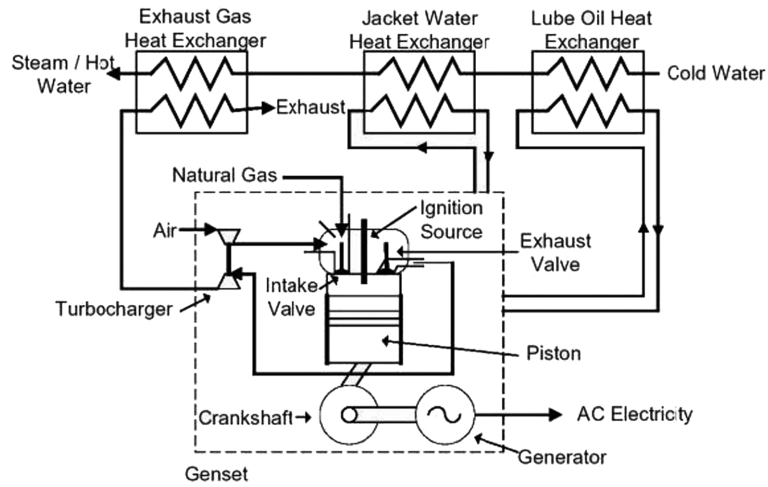 Exhaust Gas
Heat Exchanger
Jacket Water
Heat Exchanger
Lube Oil Heat
Exchanger
Steam / Hot
Water
Cold Water
Exhaust
Natural Gas
Ignition
Source
Air
Exhaust
Valve
Intake
Valve
Turbocharger
Piston
Crankshaft
AC Electricity
Generator
Genset